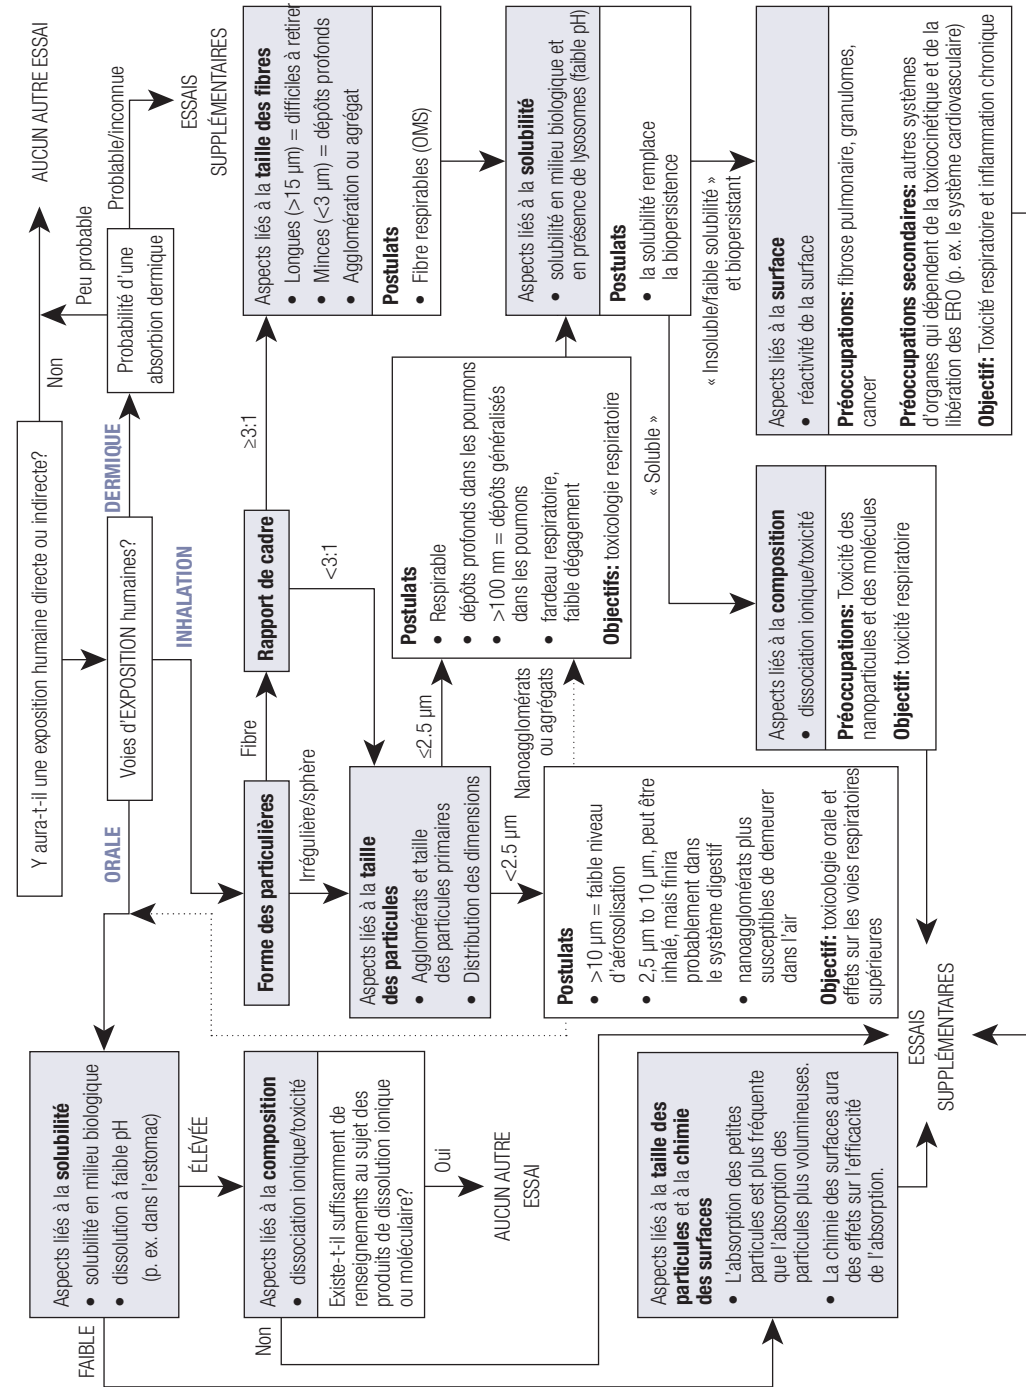 Y aura-t-il une exposition humaine directe ou indirecte?
Non
AUCUN AUTRE ESSAI
Voies d'EXPOSITION humaines?
ORALE
DERMIQUE
INHALATION
Probabilité d'une
absorbion dermique
Peu probable
Problable/inconnue
ESSAIS
SUPPLÉMENTAIRES
Aspects liés à la solubilité
• solubilité en milieu biologique
• dissolution à faible pH
(p. ex. dans l'estomac)
FAIBLE
ÉLEVÉE
Aspects liés à la composition
• dissociation ionique/toxicité
Existe-t-il suffisamment de
renseignements au sujet des
produits de dissolution ionique
ou moléculaire?
Non
Oui
AUCUN AUTRE
ESSAI
Aspects liés à la taille des
particules et à la chimie
des surfaces
• L'absorption des petites
particules est plus fréquente
que l'absorption des
particules plus volumineuses.
• La chimie des surfaces aura
des effets sur l'efficacité
de l'absorption.
Forme des particulières
Fibre
Irrégulière/sphère
Rapport de cadre
≥3:1
<3:1
Aspects liés à la taille
des particules
• Agglomérats et taille
des particules primaires
• Distribution des dimensions
≤2.5 µm
<2.5 µm
Nanoagglomérats
ou agrégats
Postulats
• >10 µm = faible niveau
d'aérosolisation
• 2,5 µm to 10 µm, peut être
inhalé, mais finira
probablement dans
le système digestif
• nanoagglomérats plus
susceptibles de demeurer
dans l'air
Objectif: toxicologie orale et
effets sur les voies respiratoires
supérieures
Postulats
• Respirable
• dépôts profonds dans les poumons
• >100 nm = dépôts généralisés
dans les poumons
• fardeau respiratoire,
faible dégagement
Objectifs: toxicologie respiratoire
Aspects liés à la taille des fibres
• Longues (>15 µm) = difficiles à retirer
• Minces (<3 µm) = dépôts profonds
• Agglomération ou agrégat
Postulats
• Fibre respirables (OMS)
Aspects liés à la solubilité
• solubilité en milieu biologique et
en présence de lysosomes (faible pH)
Postulats
• la solubilité remplace
la biopersistence
« Soluble »
« Insoluble/faible solubilité »
et biopersistant
Aspects liés à la composition
• dissociation ionique/toxicité
Préoccupations: Toxicité des
nanoparticules et des molécules
Objectif: toxicité respiratoire
Aspects liés à la surface
• réactivité de la surface
Préoccupations: fibrose pulmonaire, granulomes,
cancer
Préoccupations secondaires: autres systèmes
d'organes qui dépendent de la toxicocinétique et de la
libération des ERO (p. ex. le système cardiovasculaire)
Objectif: Toxicité respiratoire et inflammation chronique
ESSAIS
SUPPLÉMENTAIRES